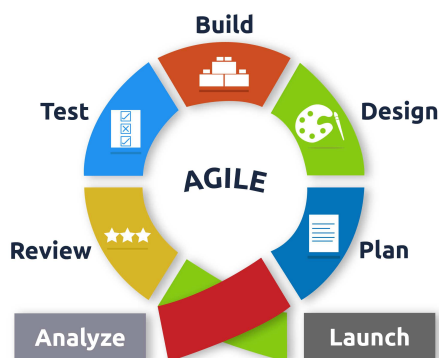 Build
Test
Design
AGILE
Review
Plan
Analyze
Launch